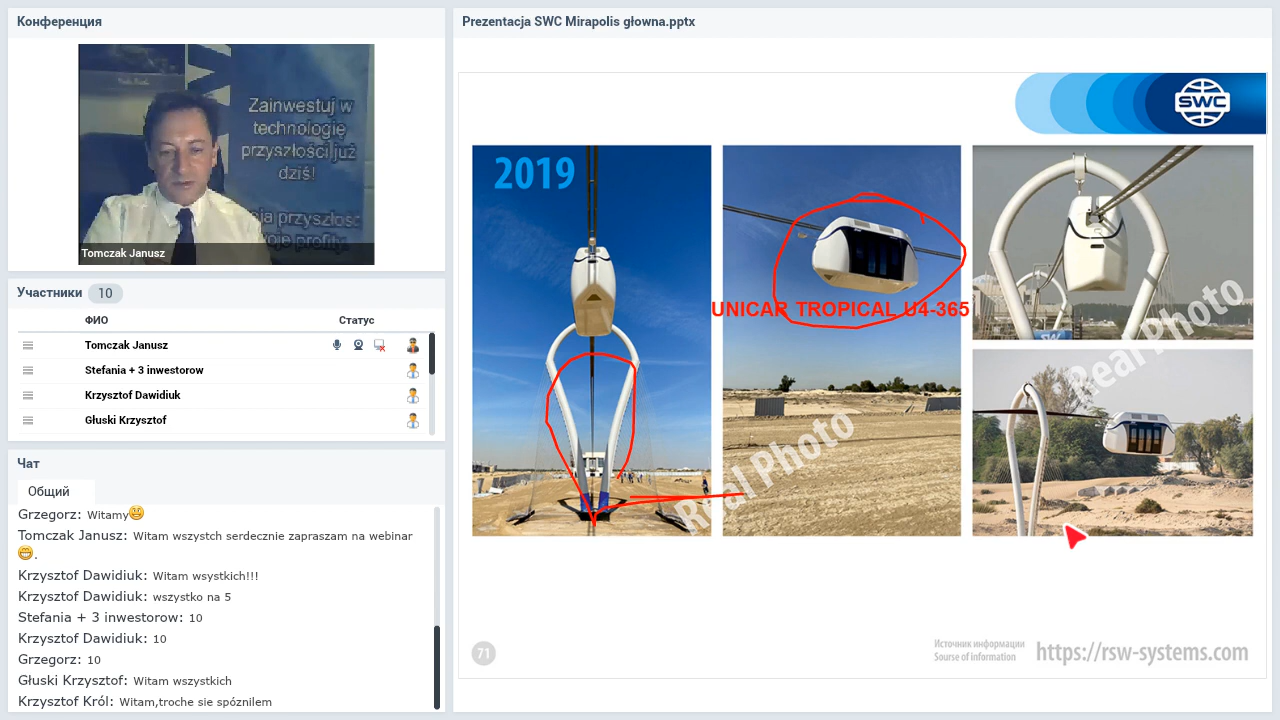 Конференция
Zainwestuj w
technologię
przyszłości już
dziś!
przyszłość
profity
Tomczak Janusz
Участники 10
ФИО Статус
Tomczak Janusz
Stefania + 3 inwestorow
Krzysztof Dawidiuk
Głuski Krzysztof
Чат
Общий
Grzegorz: Witamy
Tomczak Janusz: Witam wszystch serdecznie zapraszam na webinar
.
Krzysztof Dawidiuk: Witam wsystkich!!!
Krzysztof Dawidiuk: wszystko na 5
Stefania + 3 inwestorow: 10
Krzysztof Dawidiuk: 10
Grzegorz: 10
Głuski Krzysztof: Witam wszystkich
Krzysztof Król: Witam,troche sie spóznilem
Prezentacja SWC Mirapolis głowna.pptx
SWC
2019
UNICAR TROPICAL U4-365
Real Photo
Real Photo
71
Источник информации
Sourse of information
https://rsw-systems.com